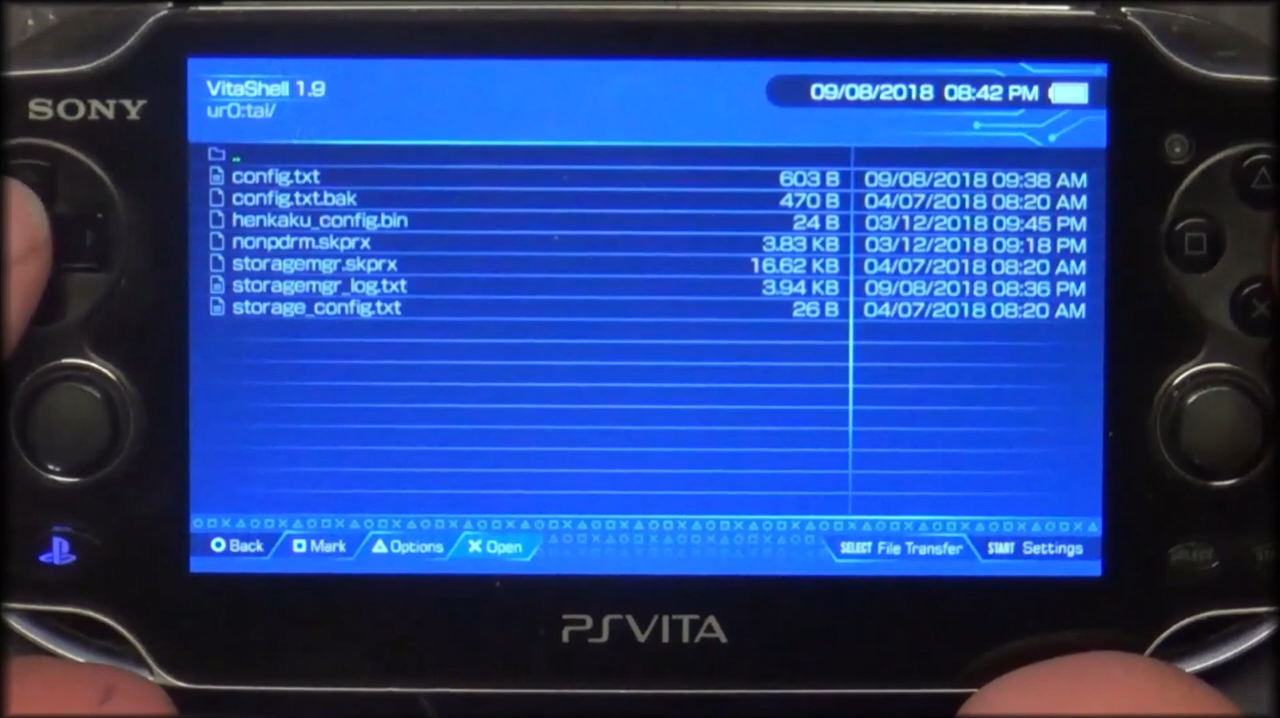 SONY
VitaShell 1.9
09/08/2018 08:42 PM
ur0:tai/
..
config.txt 603 B 09/08/2018 09:38 AM
config.txt.bak 470 B 04/07/2018 08:20 AM
henkaku_config.bin 24 B 03/12/2018 09:45 PM
nonpdrm.skprx 3.83 KB 03/12/2018 09:18 PM
storagemgr.skprx 16.62 KB 04/07/2018 08:20 AM
storagemgr_log.txt 3.94 KB 09/08/2018 08:36 PM
storage_config.txt 26 B 04/07/2018 08:20 AM
Back Mark Options Open SELECT File Transfer START Settings
SELECT
PSVITA